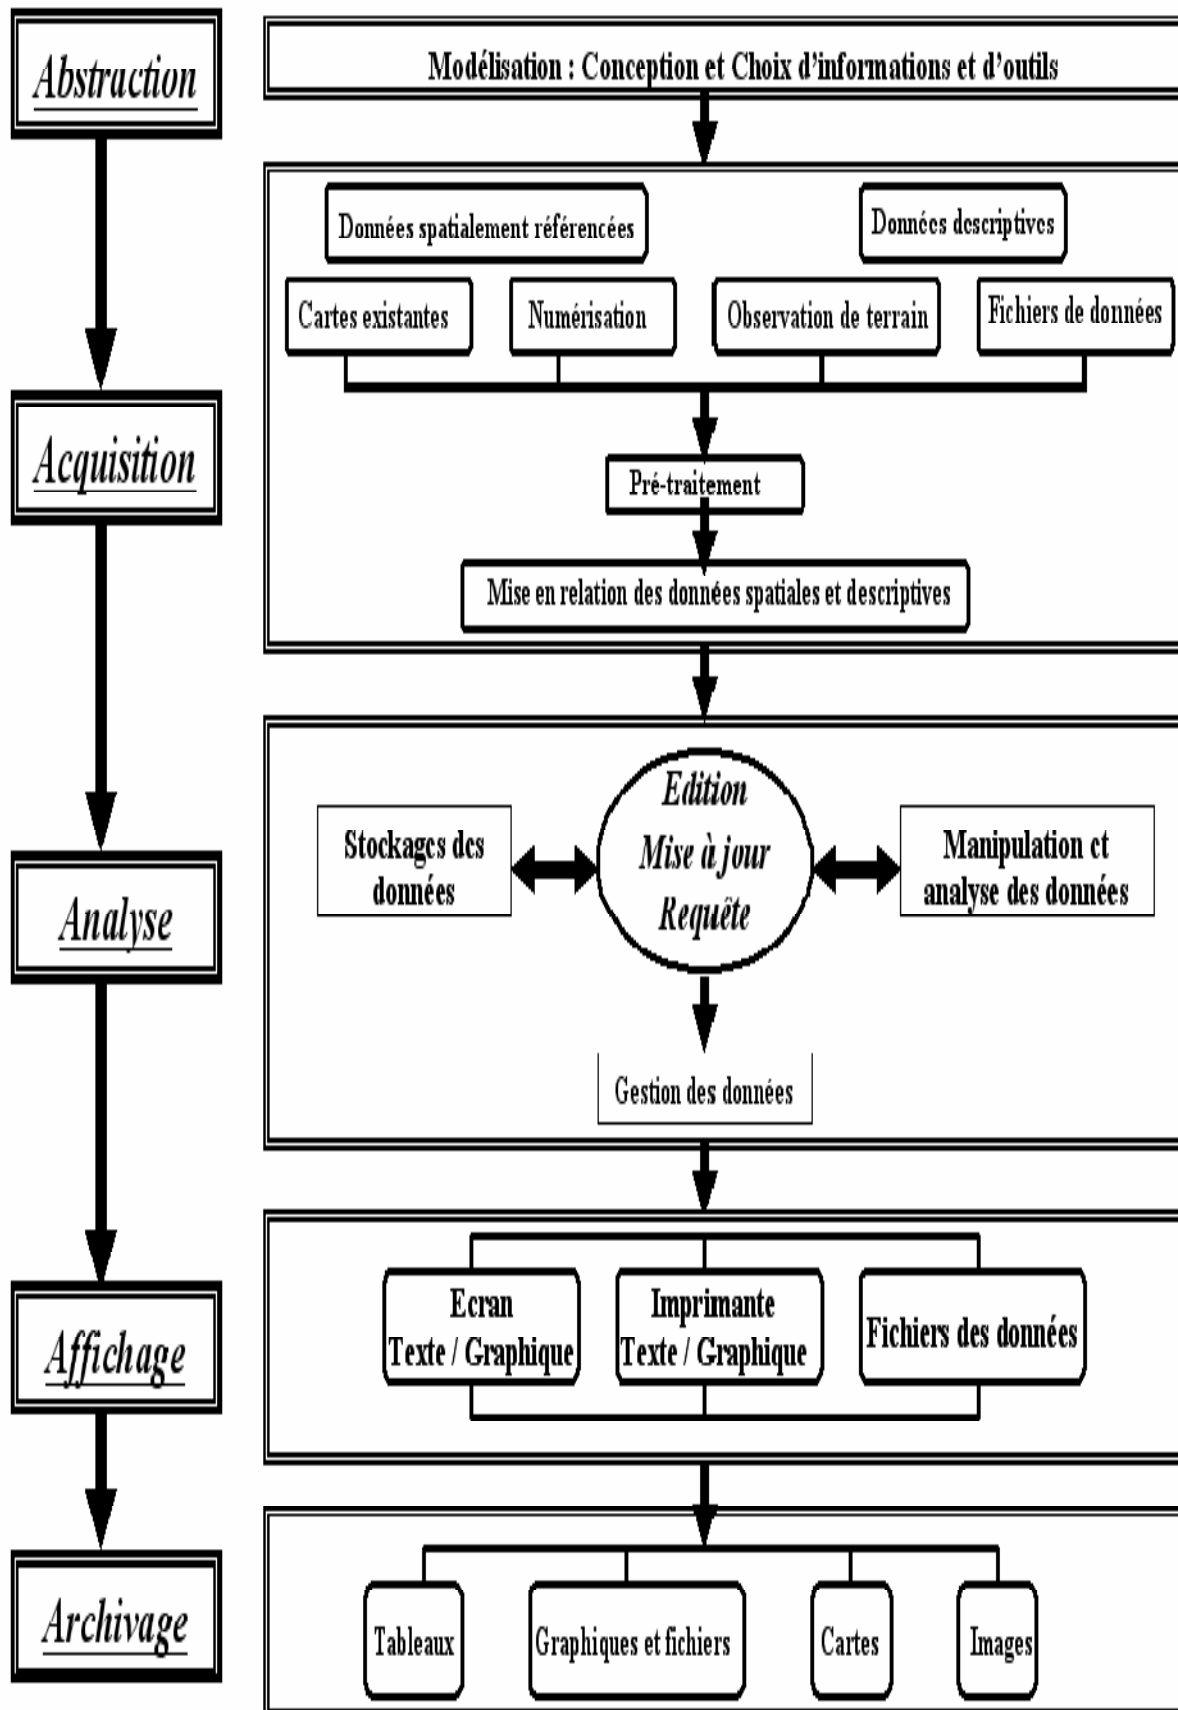 Abstraction
Modélisation : Conception et Choix d'informations et d'outils
Données spatialement référencées
Données descriptives
Cartes existantes
Numérisation
Observation de terrain
Fichiers de données
Acquisition
Pré-traitement
Mise en relation des données spatiales et descriptives
Analyse
Stockages des
données
Edition
Mise à jour
Requête
Manipulation et
analyse des données
Gestion des données
Affichage
Ecran
Texte / Graphique
Imprimante
Texte / Graphique
Fichiers des données
Archivage
Tableaux
Graphiques et fichiers
Cartes
Images